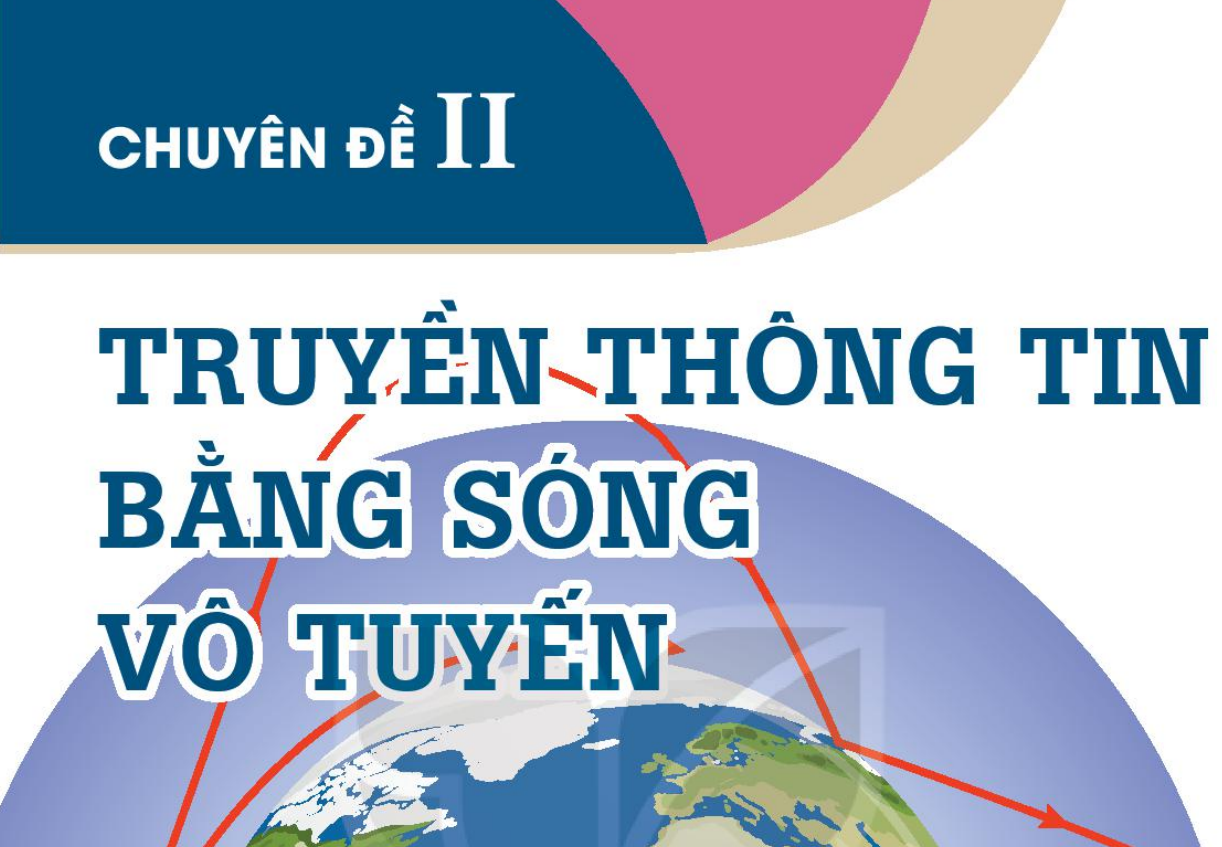 CHUYÊN ĐỀ II
TRUYỀN THÔNG TIN
BẰNG SÓNG
VÔ TUYẾN